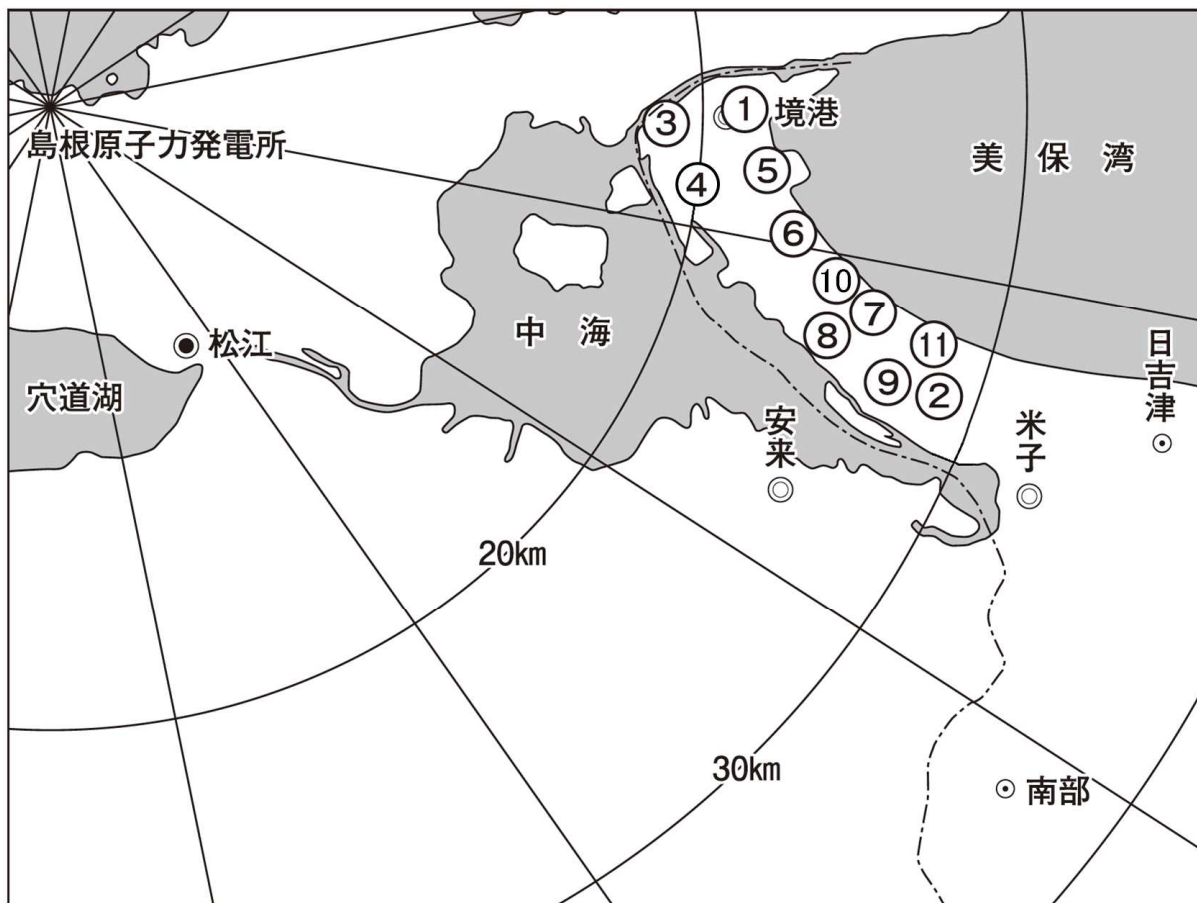 島根原子力発電所
③
①
境港
④
⑤
美保湾
⑥
⑩
⑦
⑧
⑪
⑨
②
中海
松江
穴道湖
安来
米子
日吉津
20km
30km
南部